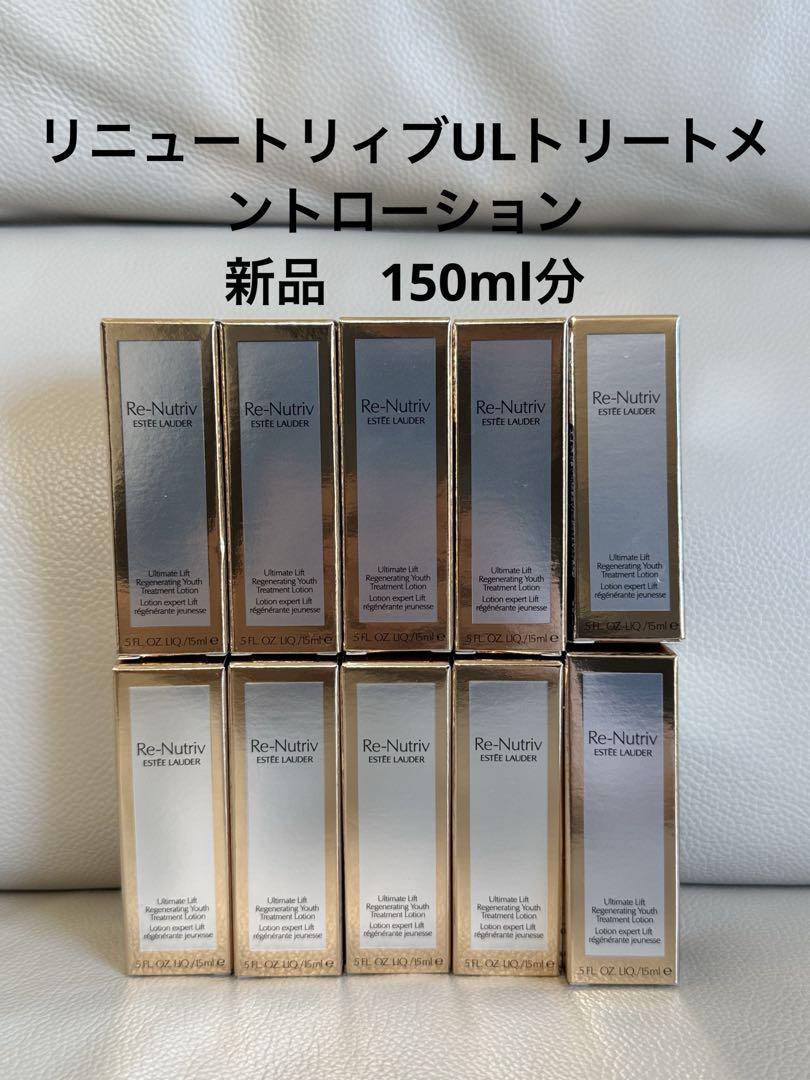 リニュートリィブULトリートメ
ントローション
新品　150ml分
Re-Nutriv
ESTĒE LAUDER
Ultimate Lift
Regenerating Youth
Treatment Lotion
Lotion expert Lift
régénérante jeunesse
.5 FL. OZ. LIQ./15ml e
Re-Nutriv
ESTĒE LAUDER
Ultimate Lift
Regenerating Youth
Treatment Lotion
Lotion expert Lift
régénérante jeunesse
.5 FL. OZ. LIQ./15ml e
Re-Nutriv
ESTĒE LAUDER
Ultimate Lift
Regenerating Youth
Treatment Lotion
Lotion expert Lift
régénérante jeunesse
.5 FL. OZ. LIQ./15ml e
Re-Nutriv
ESTĒE LAUDER
Ultimate Lift
Regenerating Youth
Treatment Lotion
Lotion expert Lift
régénérante jeunesse
.5 FL. OZ. LIQ./15ml e
Re-Nutriv
ESTĒE LAUDER
Ultimate Lift
Regenerating Youth
Treatment Lotion
Lotion expert Lift
régénérante jeunesse
.5 FL. OZ. LIQ./15ml e
Re-Nutriv
ESTĒE LAUDER
Ultimate Lift
Regenerating Youth
Treatment Lotion
Lotion expert Lift
régénérante jeunesse
.5 FL. OZ. LIQ./15ml e
Re-Nutriv
ESTĒE LAUDER
Ultimate Lift
Regenerating Youth
Treatment Lotion
Lotion expert Lift
régénérante jeunesse
.5 FL. OZ. LIQ./15ml e
Re-Nutriv
ESTĒE LAUDER
Ultimate Lift
Regenerating Youth
Treatment Lotion
Lotion expert Lift
régénérante jeunesse
.5 FL. OZ. LIQ./15ml e
Re-Nutriv
ESTĒE LAUDER
Ultimate Lift
Regenerating Youth
Treatment Lotion
Lotion expert Lift
régénérante jeunesse
.5 FL. OZ. LIQ./15ml e
Re-Nutriv
ESTĒE LAUDER
Ultimate Lift
Regenerating Youth
Treatment Lotion
Lotion expert Lift
régénérante jeunesse
.5 FL. OZ. LIQ./15ml e